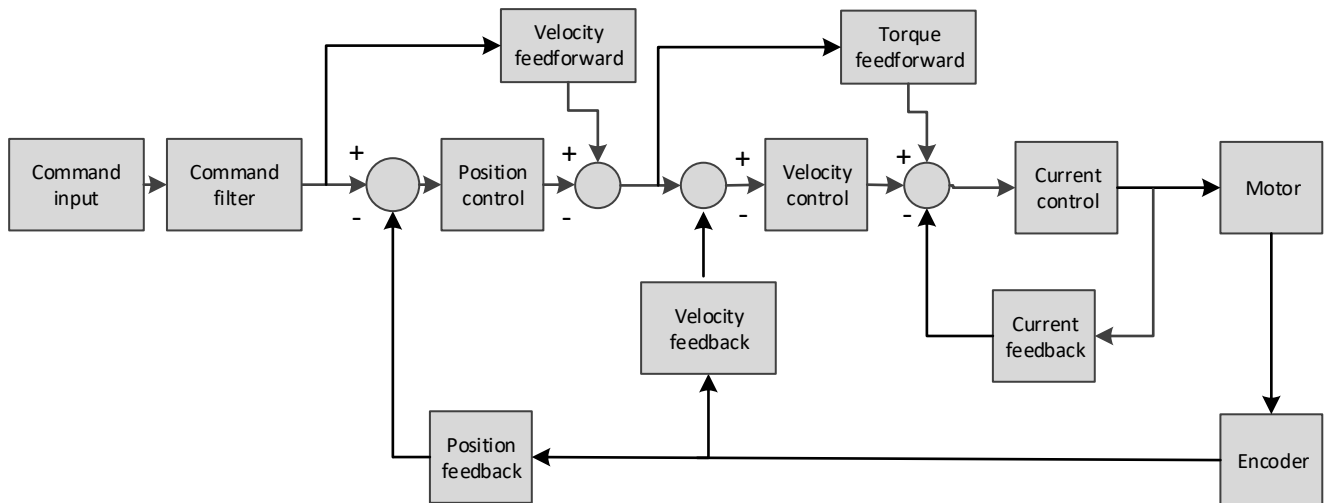 Velocity
feedforward
Torque
feedforward
+
-
+
-
+
-
+
-
Command
input
Command
filter
Position
control
Velocity
control
Current
control
Motor
Velocity
feedback
Current
feedback
Position
feedback
Encoder